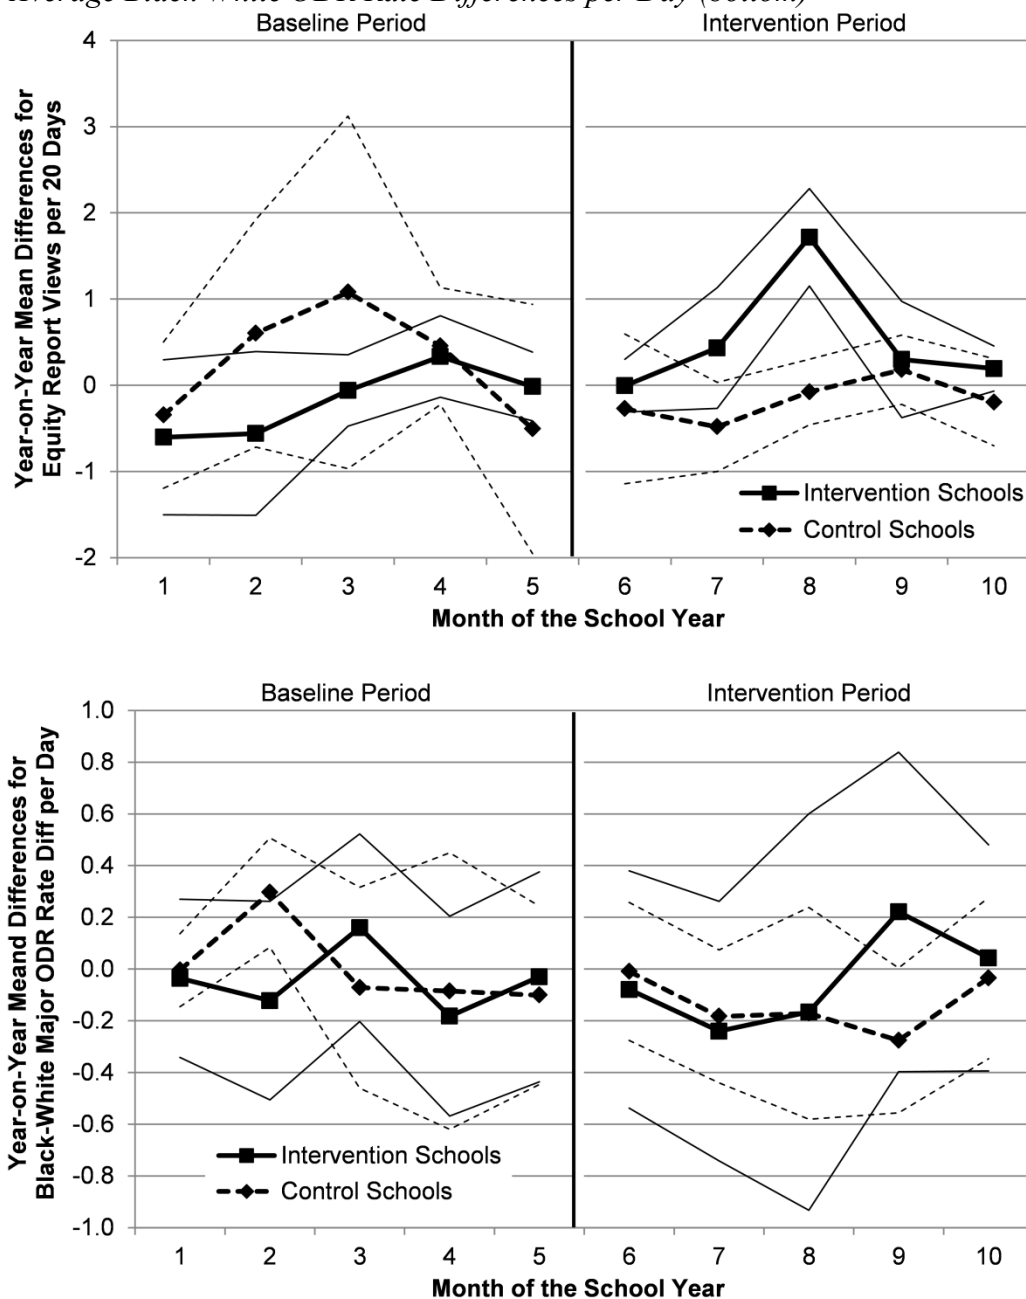 Average Black-White ODR Rate Differences per Day (bottom)
Baseline Period
Intervention Period
Year-on-Year Mean Differences for
Equity Report Views per 20 Days
4
3
2
1
0
-1
-2
Intervention Schools
Control Schools
1 2 3 4 5 6 7 8 9 10
Month of the School Year
Baseline Period
Intervention Period
Year-on-Year Meand Differences for
Black-White Major ODR Rate Diff per Day
1.0
0.8
0.6
0.4
0.2
0.0
-0.2
-0.4
-0.6
-0.8
-1.0
Intervention Schools
Control Schools
1 2 3 4 5 6 7 8 9 10
Month of the School Year